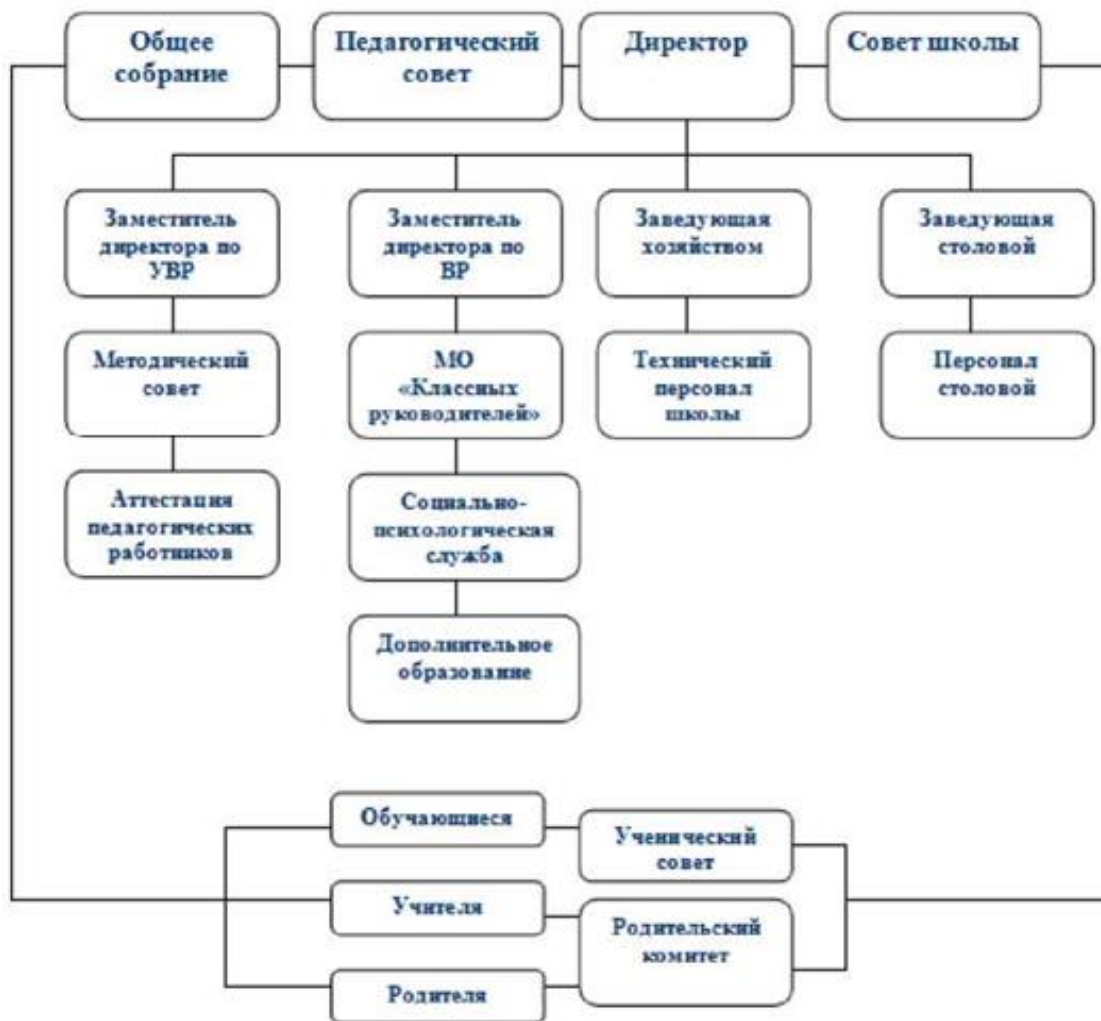 Общее
собрание
Педагогический
совет
Директор
Совет школы
Заместитель
директора по
УВР
Заместитель
директора по
ВР
Заведующая
хозяйством
Заведующая
столовой
Методический
совет
МО
«Классных
руководителей»
Технический
персонал
школы
Персонал
столовой
Аттестация
педагогических
работников
Социально-
психологическая
служба
Дополнительное
образование
Обучающиеся
Ученический
совет
Учителя
Родительский
комитет
Родителя